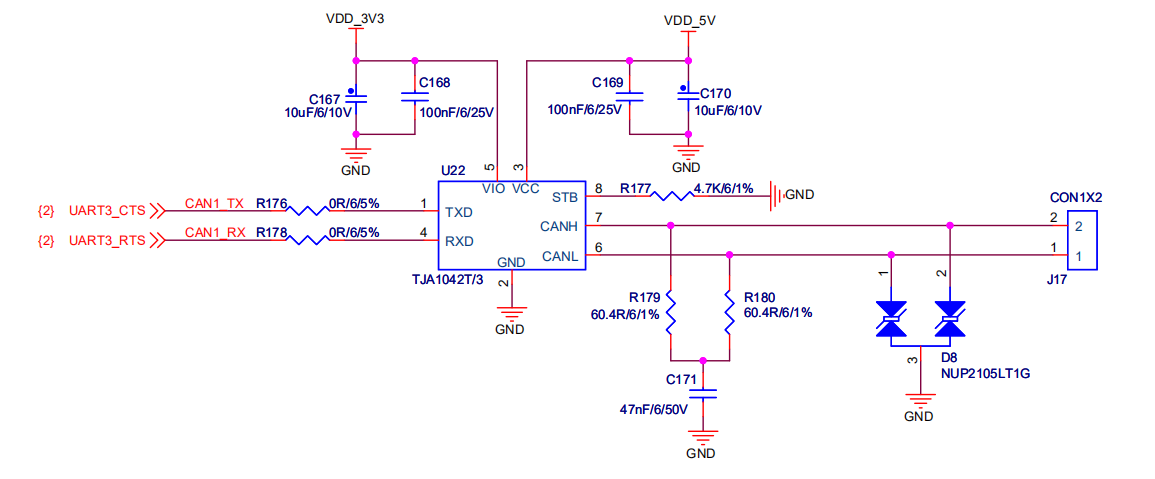 VDD_3V3
VDD_5V
C167
10uF/6/10V
C168
100nF/6/25V
C169
100nF/6/25V
C170
10uF/6/10V
GND
GND
U22
5
3
VIO
VCC
{2}
UART3_CTS
CAN1_TX
R176
0R/6/5%
1
TXD
{2}
UART3_RTS
CAN1_RX
R178
0R/6/5%
4
RXD
STB
8
R177
4.7K/6/1%
GND
CANH
7
CANL
6
GND
2
TJA1042T/3
GND
CON1X2
2
2
1
1
J17
R179
60.4R/6/1%
R180
60.4R/6/1%
1
2
3
D8
NUP2105LT1G
C171
47nF/6/50V
GND
GND